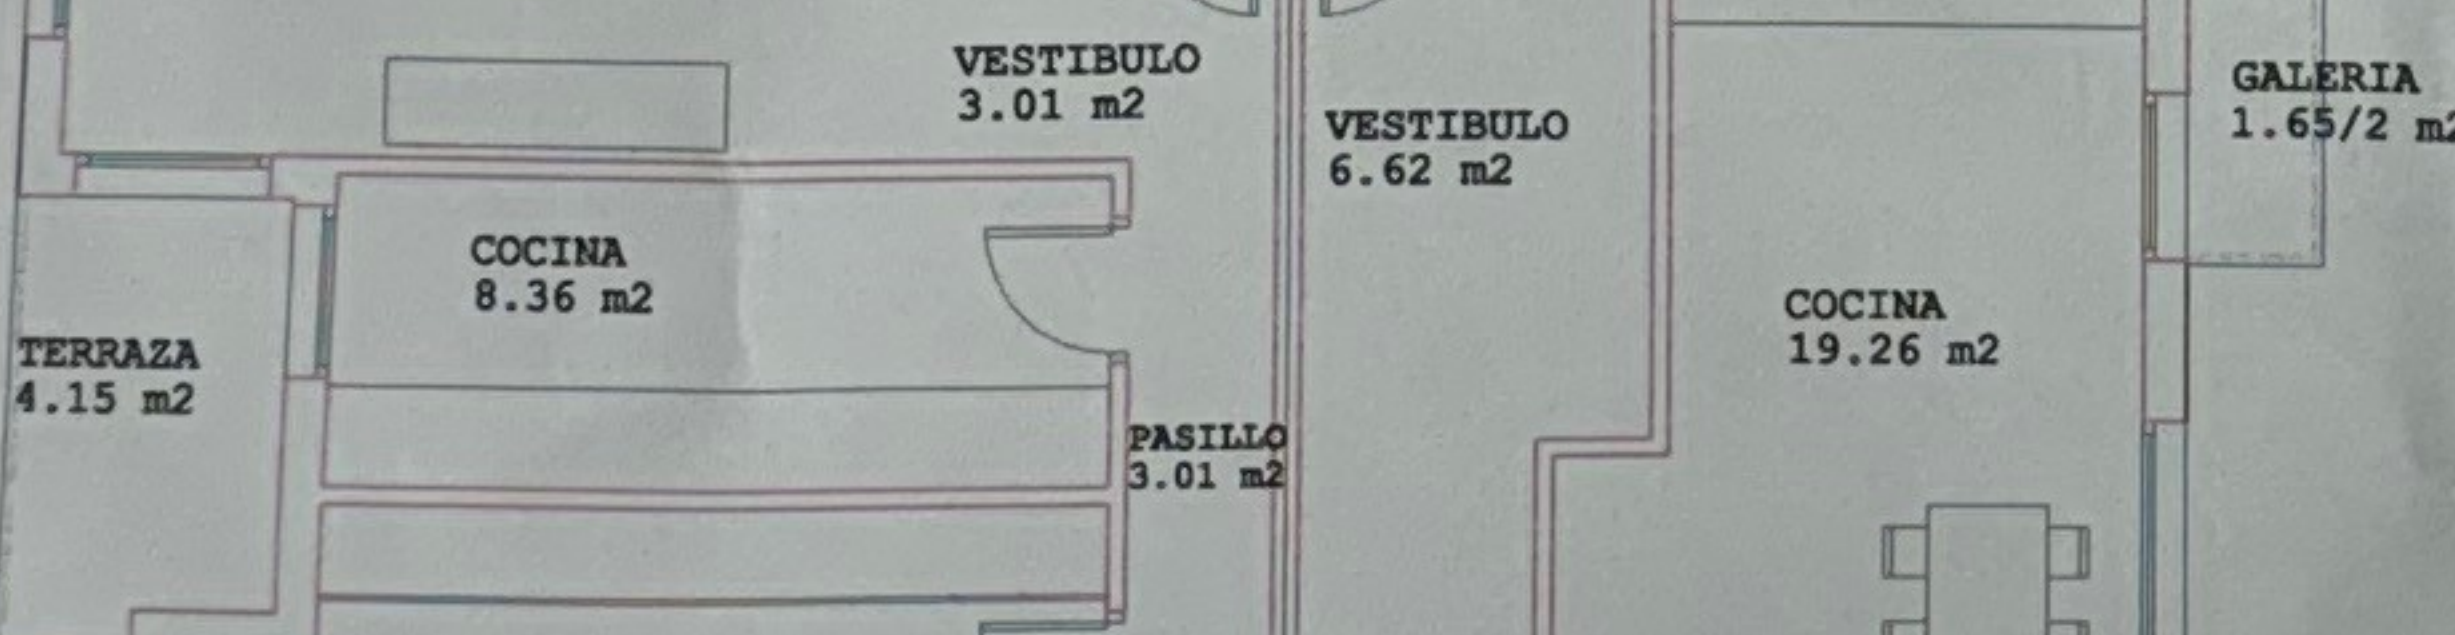 VESTIBULO
3.01 m2
VESTIBULO
6.62 m2
GALERIA
1.65/2 m2
COCINA
8.36 m2
COCINA
19.26 m2
TERRAZA
4.15 m2
PASILLO
3.01 m2